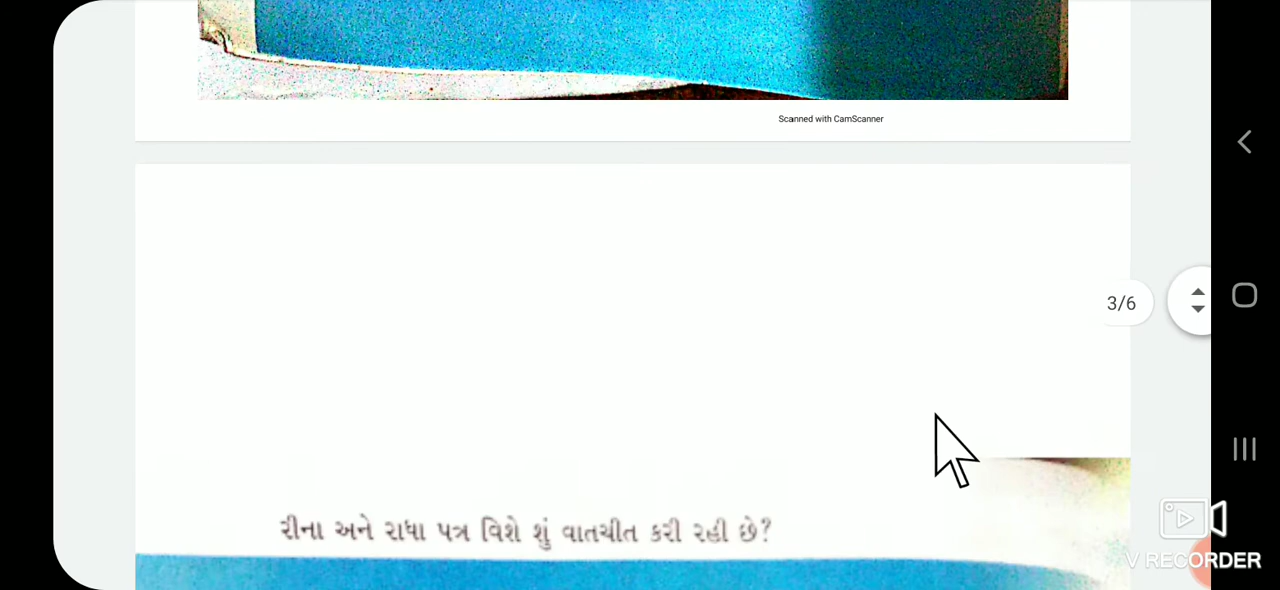 Scanned with CamScanner
3/6
રીના અને રાધા પત્ર વિશે શું વાતચીત કરી રહી છે?
V RECORDER